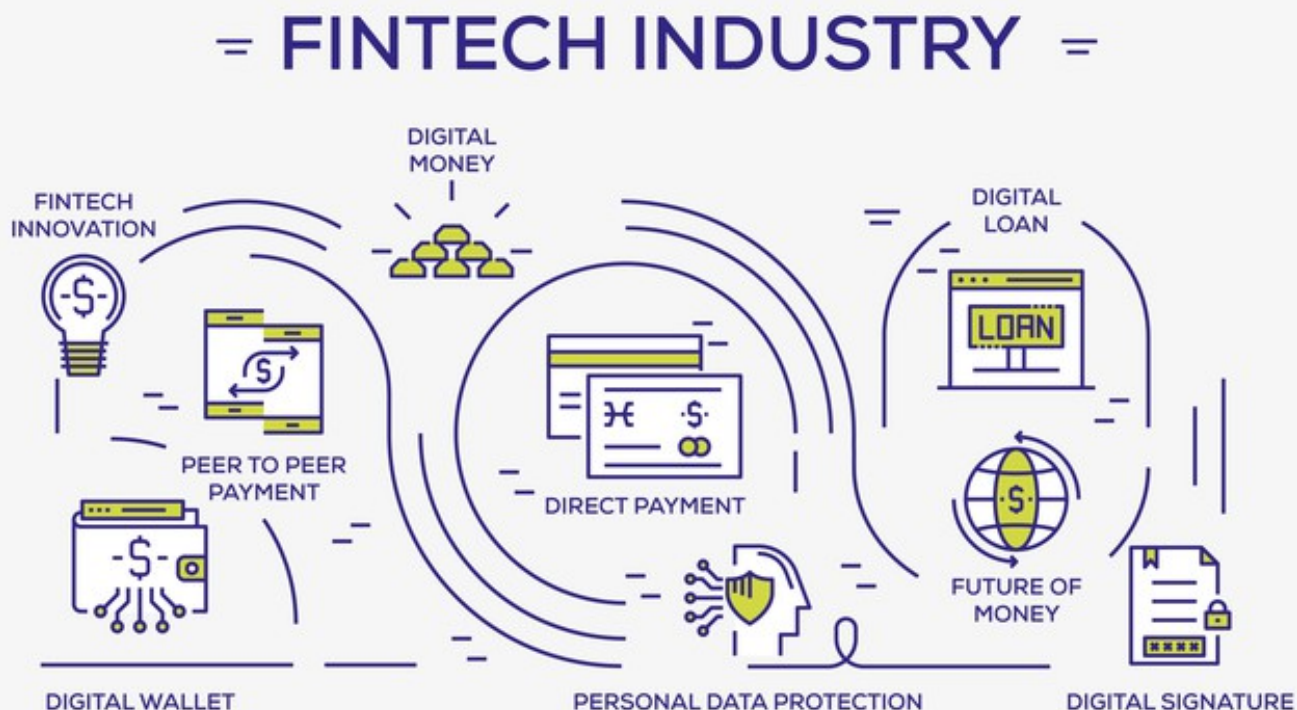 FINTECH INDUSTRY
DIGITAL
MONEY
FINTECH
INNOVATION
DIGITAL
LOAN
LOAN
PEER TO PEER
PAYMENT
DIRECT PAYMENT
FUTURE OF
MONEY
DIGITAL WALLET
PERSONAL DATA PROTECTION
DIGITAL SIGNATURE